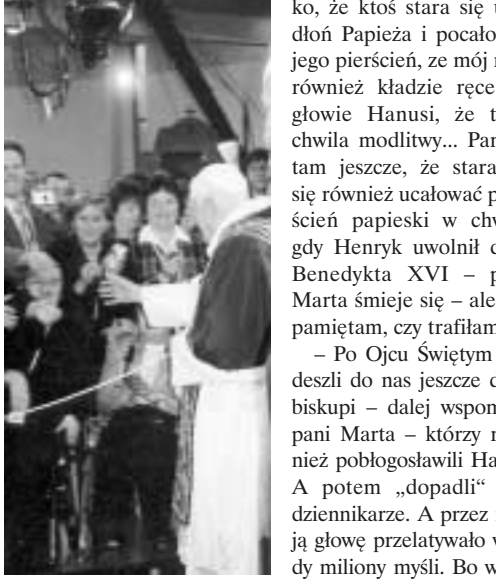 ko, że ktoś stara się
dłoń Papieża i pocało
jego pierścień, ze mój
również kładzie ręce
głowie Hanusi, że
chwila modlitwy... Pa
tam jeszcze, że stara
się również ucałować
ścień papieski w
gdy Henryk uwolnił
Benedykta XVI –
Marta śmieje się – ale
pamiętam, czy trafiłam
– Po Ojcu Świętym
deszli do nas jeszcze
biskupi – dalej wspom
pani Marta – którzy
nież pobłogosławili Ha
A potem „dopadli”
dziennikarze. A przez
ją głowę przelatywało
dy miliony myśli. Bo w